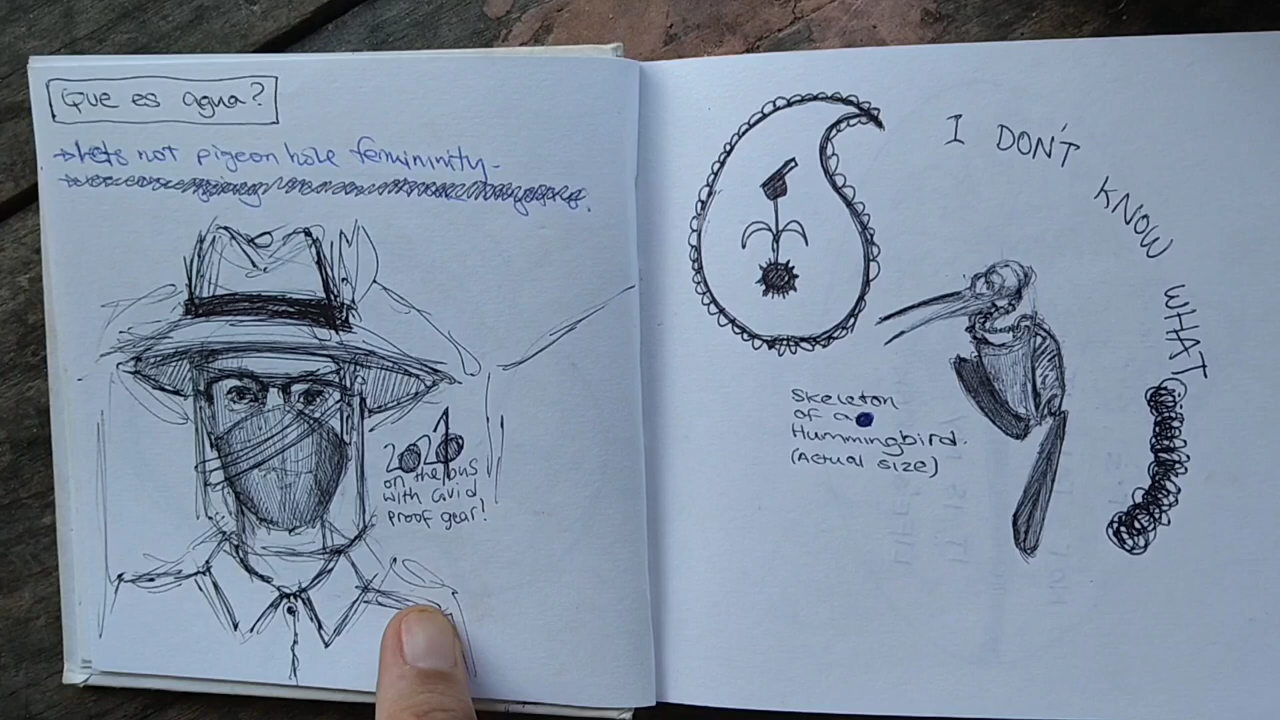 Que es agua?
→ Lets not pigeon hole femininity.
2020
on the bus
with covid
proof gear!
I DON'T KNOW WHAT
Skeleton
of a
Hummingbird.
(Actual size)